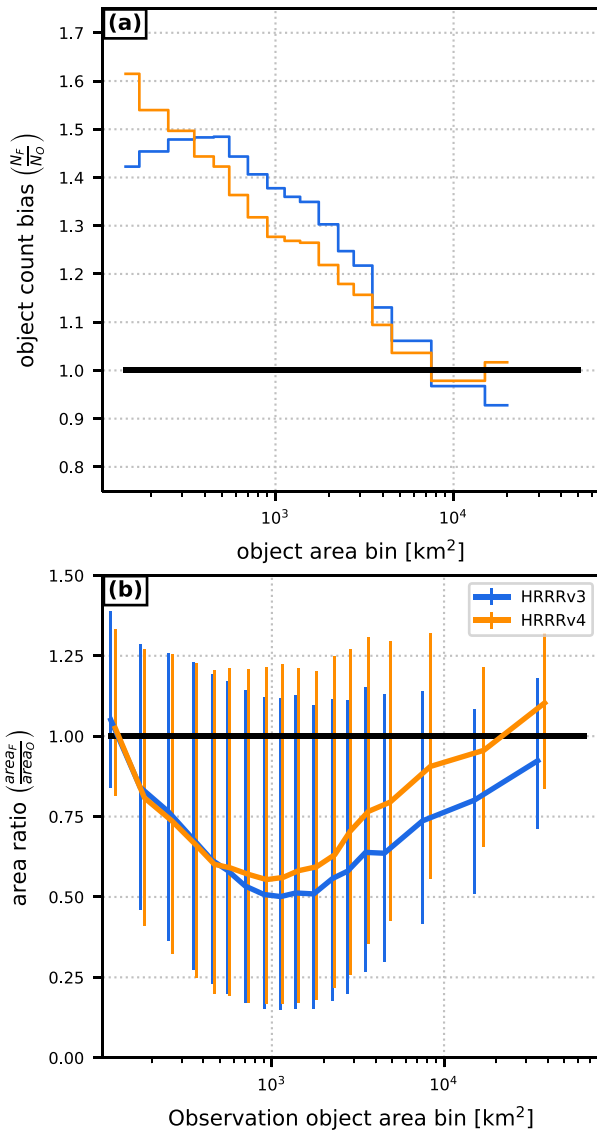 (a)
1.7
1.6
1.5
1.4
1.3
1.2
1.1
1.0
0.9
0.8
object count bias (N_F/N_O)
10³ 10⁴
object area bin [km²]
(b)
HRRRv3
HRRRv4
1.50
1.25
1.00
0.75
0.50
0.25
0.00
area ratio (area_F/area_O)
10³ 10⁴
Observation object area bin [km²]